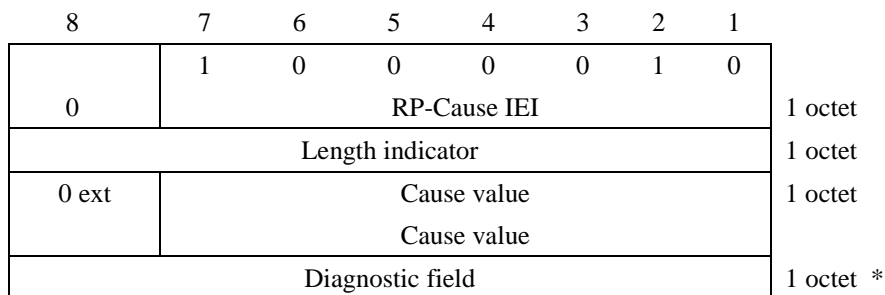 8 7 6 5 4 3 2 1
1 0 0 0 0 1 0
0 RP-Cause IEI 1 octet
Length indicator 1 octet
0 ext Cause value 1 octet
Cause value
Diagnostic field 1 octet *